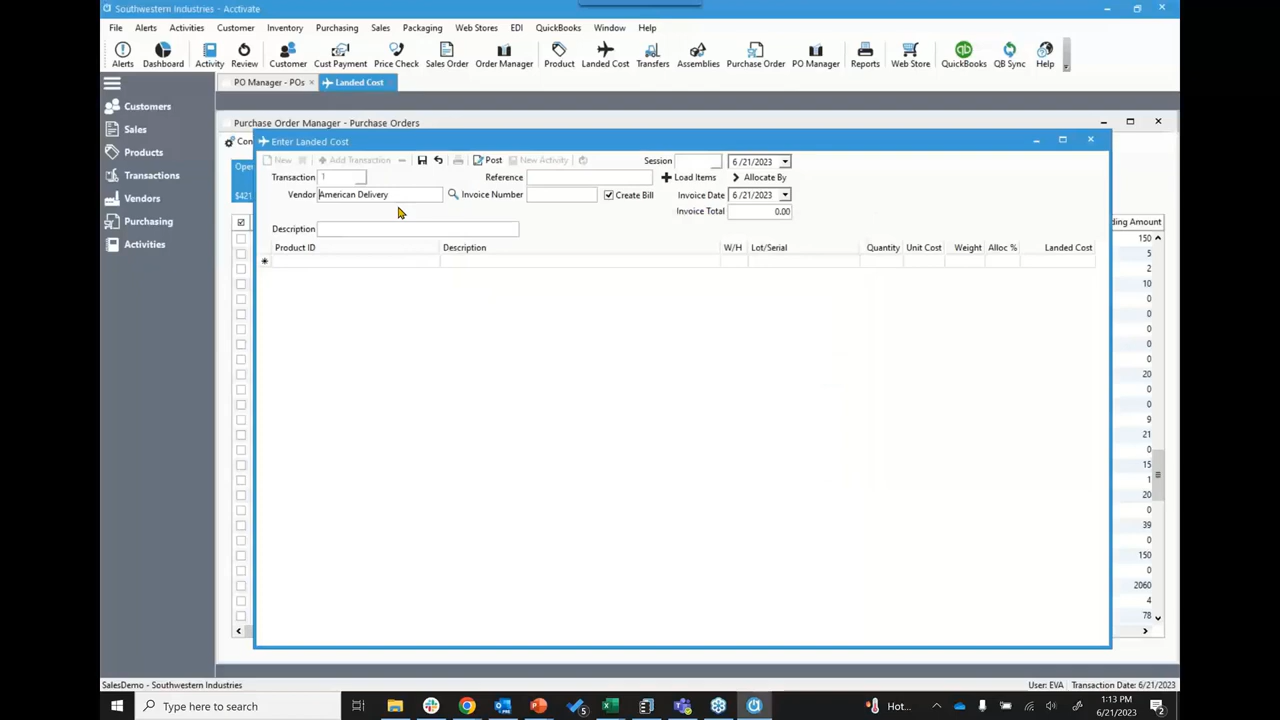 Southwestern Industries - Acctivate
File Alerts Activities Customer Inventory Purchasing Sales Packaging Web Stores EDI QuickBooks Window Help
Alerts Dashboard Activity Review Customer Cust Payment Price Check Sales Order Order Manager Product Landed Cost Transfers Assemblies Purchase Order PO Manager Reports Web Store QuickBooks QB Sync Help
PO Manager - POs Landed Cost
Customers
Sales
Products
Transactions
Vendors
Purchasing
Activities
Purchase Order Manager - Purchase Orders
Con
Ope
$421
Enter Landed Cost
New Add Transaction Post New Activity Session 6 /21/2023
Transaction 1 Reference Load Items Allocate By
Vendor American Delivery Invoice Number Create Bill Invoice Date 6 /21/2023
Invoice Total 0.00
Description
Product ID Description W/H Lot/Serial Quantity Unit Cost Weight Alloc % Landed Cost
ding Amount
150
5
2
10
0
0
0
0
0
20
0
0
9
21
0
15
1
20
0
39
0
150
0
2060
4
78
SalesDemo - Southwestern Industries User: EVA Transaction Date: 6/21/2023
Type here to search 5 Hot... 1:13 PM
6/21/2023 2